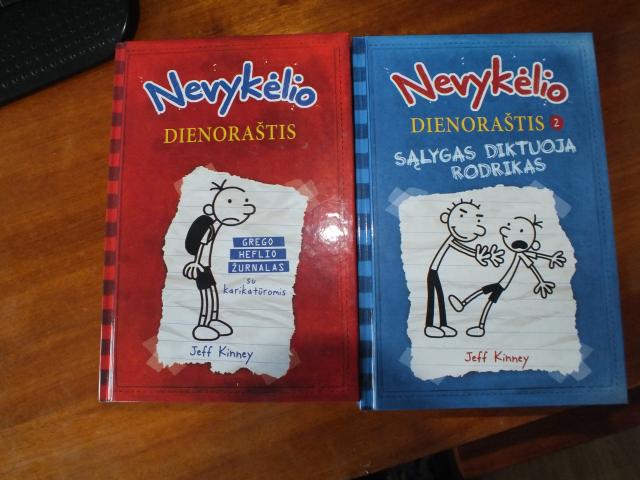 Nevykėlio
DIENORAŠTIS
GREGO
HEFLIO
ŽURNALAS
su
karikatūromis
Jeff Kinney
Nevykėlio
DIENORAŠTIS 2
SĄLYGAS DIKTUOJA
RODRIKAS
Jeff Kinney